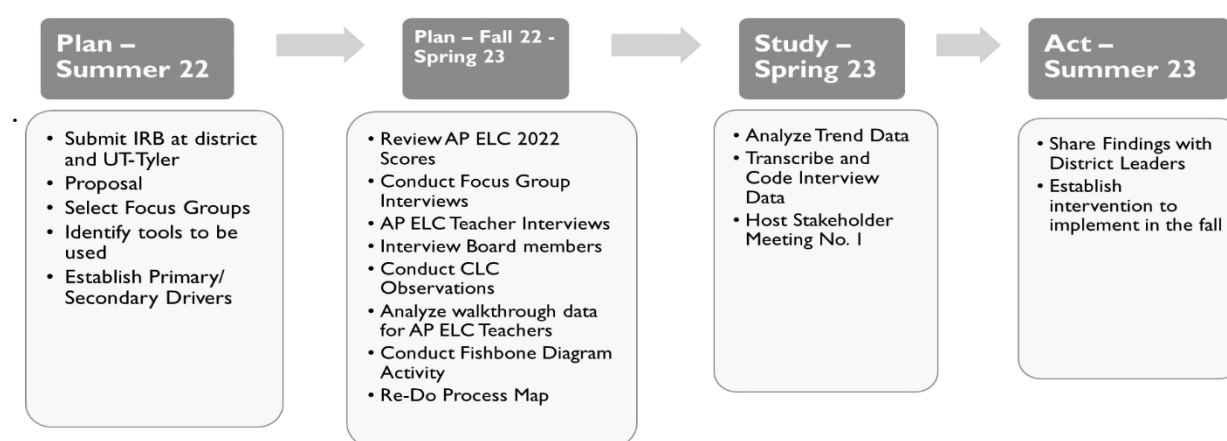 Plan –
Summer 22
• Submit IRB at district
and UT-Tyler
• Proposal
• Select Focus Groups
• Identify tools to be
used
• Establish Primary/
Secondary Drivers
Plan – Fall 22 -
Spring 23
• Review AP ELC 2022
Scores
• Conduct Focus Group
Interviews
• AP ELC Teacher Interviews
• Interview Board members
• Conduct CLC
Observations
• Analyze walkthrough data
for AP ELC Teachers
• Conduct Fishbone Diagram
Activity
• Re-Do Process Map
Study –
Spring 23
• Analyze Trend Data
• Transcribe and
Code Interview
Data
• Host Stakeholder
Meeting No. 1
Act –
Summer 23
• Share Findings with
District Leaders
• Establish
intervention to
implement in the fall